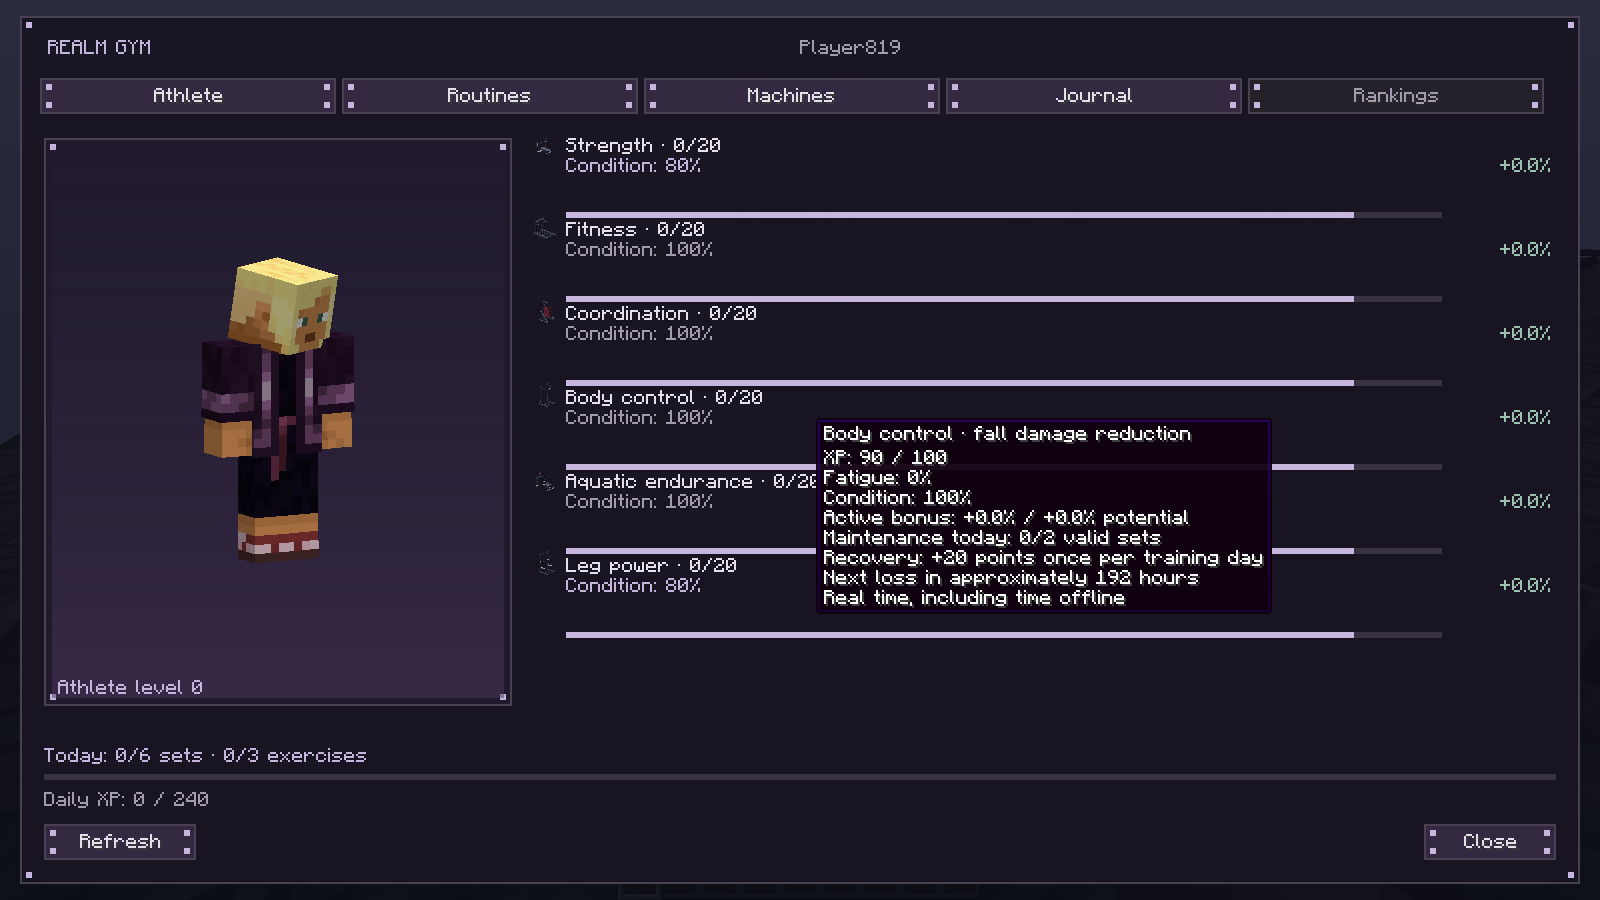 REALM GYM
Player819
Athlete
Routines
Machines
Journal
Rankings
Strength · 0/20
Condition: 80%
+0.0%
Fitness · 0/20
Condition: 100%
+0.0%
Coordination · 0/20
Condition: 100%
+0.0%
Body control · 0/20
Condition: 100%
+0.0%
Aquatic endurance · 0/20
Condition: 100%
+0.0%
Leg power · 0/20
Condition: 80%
+0.0%
Body control · fall damage reduction
XP: 90 / 100
Fatigue: 0%
Condition: 100%
Active bonus: +0.0% / +0.0% potential
Maintenance today: 0/2 valid sets
Recovery: +20 points once per training day
Next loss in approximately 192 hours
Real time, including time offline
Athlete level 0
Today: 0/6 sets · 0/3 exercises
Daily XP: 0 / 240
Refresh
Close